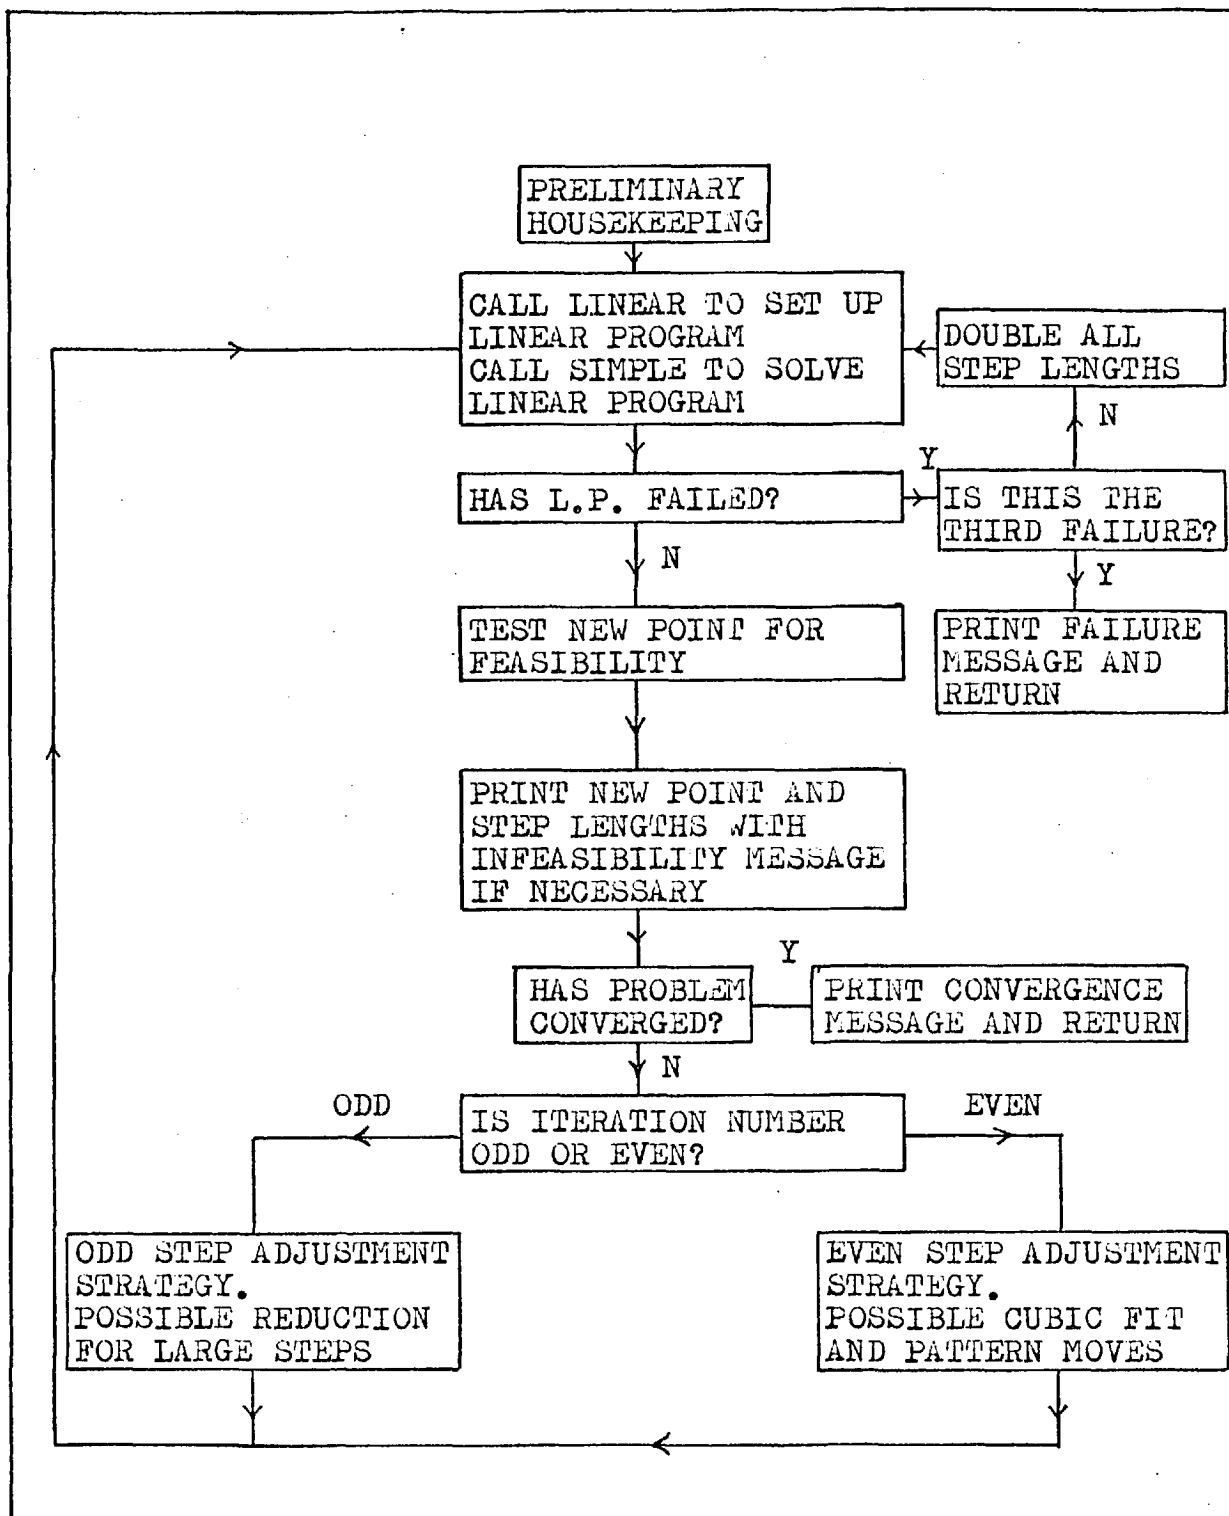 PRELIMINARY
HOUSEKEEPING
CALL LINEAR TO SET UP
LINEAR PROGRAM
CALL SIMPLE TO SOLVE
LINEAR PROGRAM
DOUBLE ALL
STEP LENGTHS
N
Y
HAS L.P. FAILED?
IS THIS THE
THIRD FAILURE?
N
Y
TEST NEW POINT FOR
FEASIBILITY
PRINT FAILURE
MESSAGE AND
RETURN
PRINT NEW POINT AND
STEP LENGTHS WITH
INFEASIBILITY MESSAGE
IF NECESSARY
Y
HAS PROBLEM
CONVERGED?
PRINT CONVERGENCE
MESSAGE AND RETURN
N
ODD
IS ITERATION NUMBER
ODD OR EVEN?
EVEN
ODD STEP ADJUSTMENT
STRATEGY.
POSSIBLE REDUCTION
FOR LARGE STEPS
EVEN STEP ADJUSTMENT
STRATEGY.
POSSIBLE CUBIC FIT
AND PATTERN MOVES